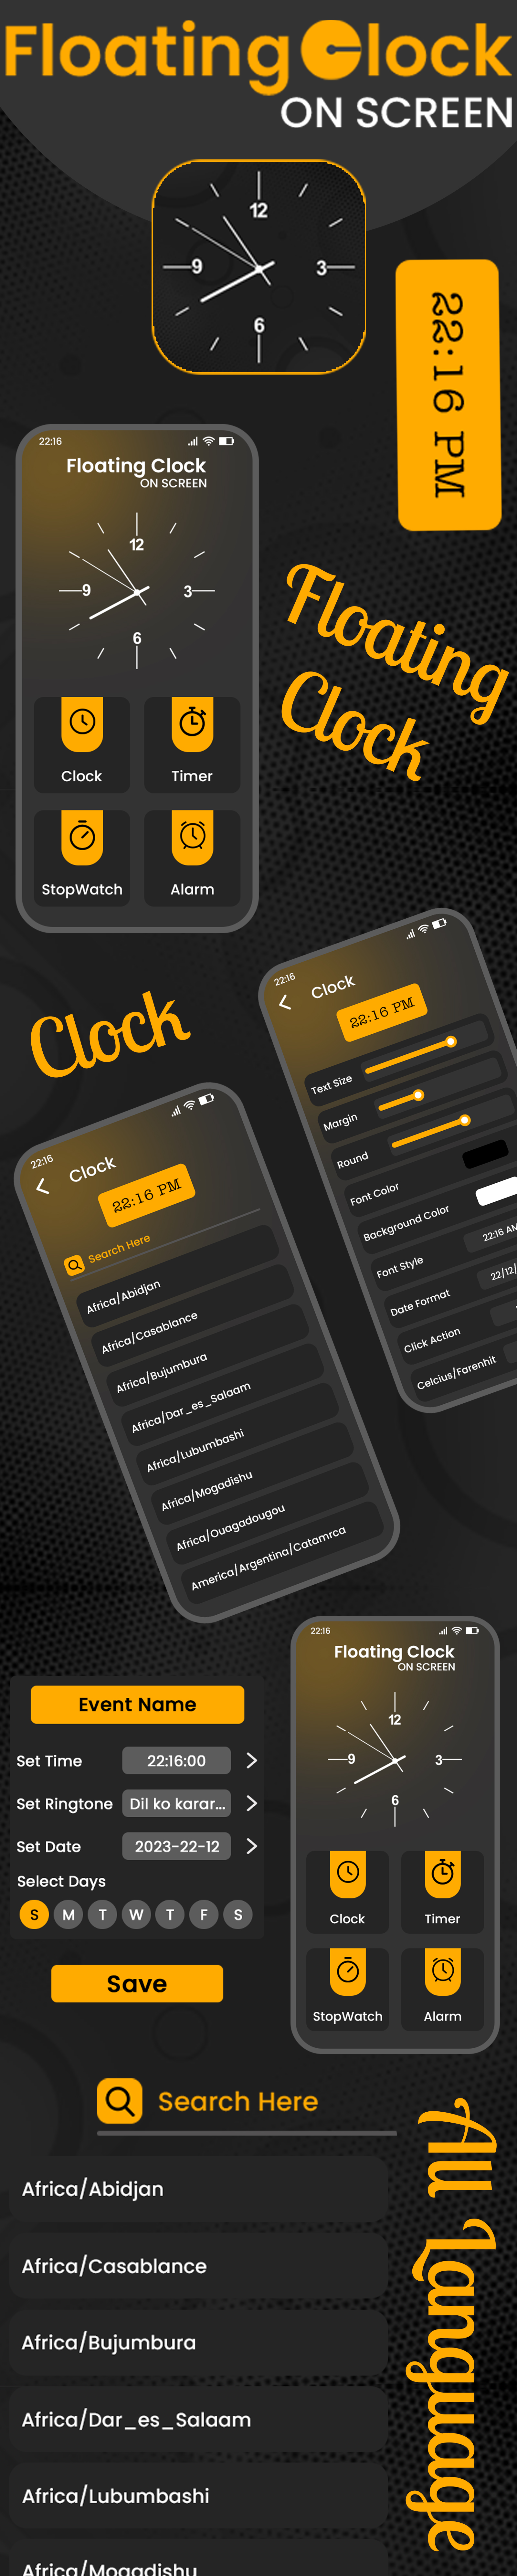 Floating Clock
ON SCREEN
12
9
3
6
22:16 PM
22:16
Floating Clock
ON SCREEN
12
9
3
6
Clock
Timer
StopWatch
Alarm
Floating
Clock
Clock
22:16
Clock
22:16 PM
Text Size
Margin
Round
Font Color
Background Color
Font Style
22:16 AM
Date Format
22/12/
Click Action
Celcius/Farenhit
22:16
Clock
22:16 PM
Search Here
Africa/Abidjan
Africa/Casablance
Africa/Bujumbura
Africa/Dar_es_Salaam
Africa/Lubumbashi
Africa/Mogadishu
Africa/Ouagadougou
America/Argentina/Catamrca
22:16
Floating Clock
ON SCREEN
12
9
3
6
Clock
Timer
StopWatch
Alarm
Event Name
Set Time
22:16:00
Set Ringtone
Dil ko karar...
Set Date
2023-22-12
Select Days
S M T W T F S
Save
Search Here
Africa/Abidjan
Africa/Casablance
Africa/Bujumbura
Africa/Dar_es_Salaam
Africa/Lubumbashi
Africa/Mogadishu
All Language